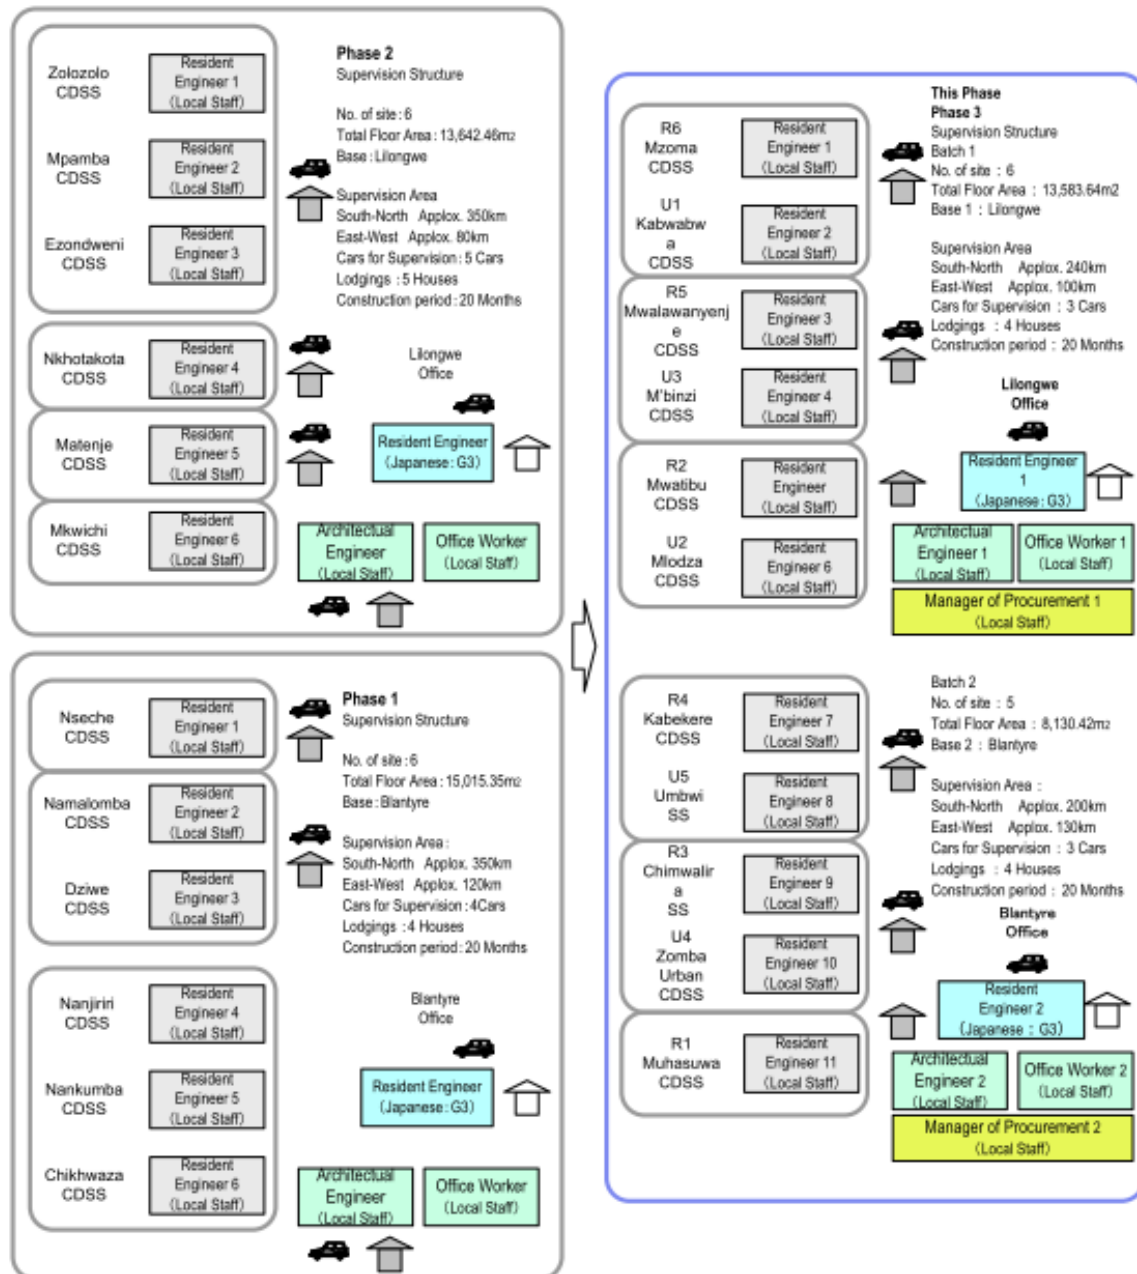 Zolozolo
CDSS
Resident
Engineer 1
(Local Staff)
Mpamba
CDSS
Resident
Engineer 2
(Local Staff)
Ezondweni
CDSS
Resident
Engineer 3
(Local Staff)
Nkhotakota
CDSS
Resident
Engineer 4
(Local Staff)
Matenje
CDSS
Resident
Engineer 5
(Local Staff)
Mkwichi
CDSS
Resident
Engineer 6
(Local Staff)
Phase 2
Supervision Structure
No. of site : 6
Total Floor Area : 13,642.46m2
Base : Lilongwe
Supervision Area
South-North Applox. 350km
East-West Applox. 80km
Cars for Supervision : 5 Cars
Lodgings : 5 Houses
Construction period : 20 Months
Lilongwe
Office
Resident Engineer
(Japanese : G3)
Architectual
Engineer
(Local Staff)
Office Worker
(Local Staff)
Nseche
CDSS
Resident
Engineer 1
(Local Staff)
Namalomba
CDSS
Resident
Engineer 2
(Local Staff)
Dziwe
CDSS
Resident
Engineer 3
(Local Staff)
Nanjiriri
CDSS
Resident
Engineer 4
(Local Staff)
Nankumba
CDSS
Resident
Engineer 5
(Local Staff)
Chikhwaza
CDSS
Resident
Engineer 6
(Local Staff)
Phase 1
Supervision Structure
No. of site : 6
Total Floor Area : 15,015.35m2
Base : Blantyre
Supervision Area :
South-North Applox. 350km
East-West Applox. 120km
Cars for Supervision : 4Cars
Lodgings : 4 Houses
Construction period : 20 Months
Blantyre
Office
Resident Engineer
(Japanese : G3)
Architectual
Engineer
(Local Staff)
Office Worker
(Local Staff)
R6
Mzoma
CDSS
Resident
Engineer 1
(Local Staff)
U1
Kabwabw
a
CDSS
Resident
Engineer 2
(Local Staff)
R5
Mwalawanyenj
e
CDSS
Resident
Engineer 3
(Local Staff)
U3
M'binzi
CDSS
Resident
Engineer 4
(Local Staff)
R2
Mwatibu
CDSS
Resident
Engineer
(Local Staff)
U2
Mlodza
CDSS
Resident
Engineer 6
(Local Staff)
This Phase
Phase 3
Supervision Structure
Batch 1
No. of site : 6
Total Floor Area : 13,583.64m2
Base 1 : Lilongwe
Supervision Area
South-North Applox. 240km
East-West Applox. 100km
Cars for Supervision : 3 Cars
Lodgings : 4 Houses
Construction period : 20 Months
Lilongwe
Office
Resident Engineer
1
(Japanese : G3)
Architectual
Engineer 1
(Local Staff)
Office Worker 1
(Local Staff)
Manager of Procurement 1
(Local Staff)
R4
Kabekere
CDSS
Resident
Engineer 7
(Local Staff)
U5
Umbwi
SS
Resident
Engineer 8
(Local Staff)
R3
Chimwalir
a
SS
Resident
Engineer 9
(Local Staff)
U4
Zomba
Urban
CDSS
Resident
Engineer 10
(Local Staff)
R1
Muhasuwa
CDSS
Resident
Engineer 11
(Local Staff)
Batch 2
No. of site : 5
Total Floor Area : 8,130.42m2
Base 2 : Blantyre
Supervision Area :
South-North Applox. 200km
East-West Applox. 130km
Cars for Supervision : 3 Cars
Lodgings : 4 Houses
Construction period : 20 Months
Blantyre
Office
Resident
Engineer 2
(Japanese : G3)
Architectual
Engineer 2
(Local Staff)
Office Worker 2
(Local Staff)
Manager of Procurement 2
(Local Staff)